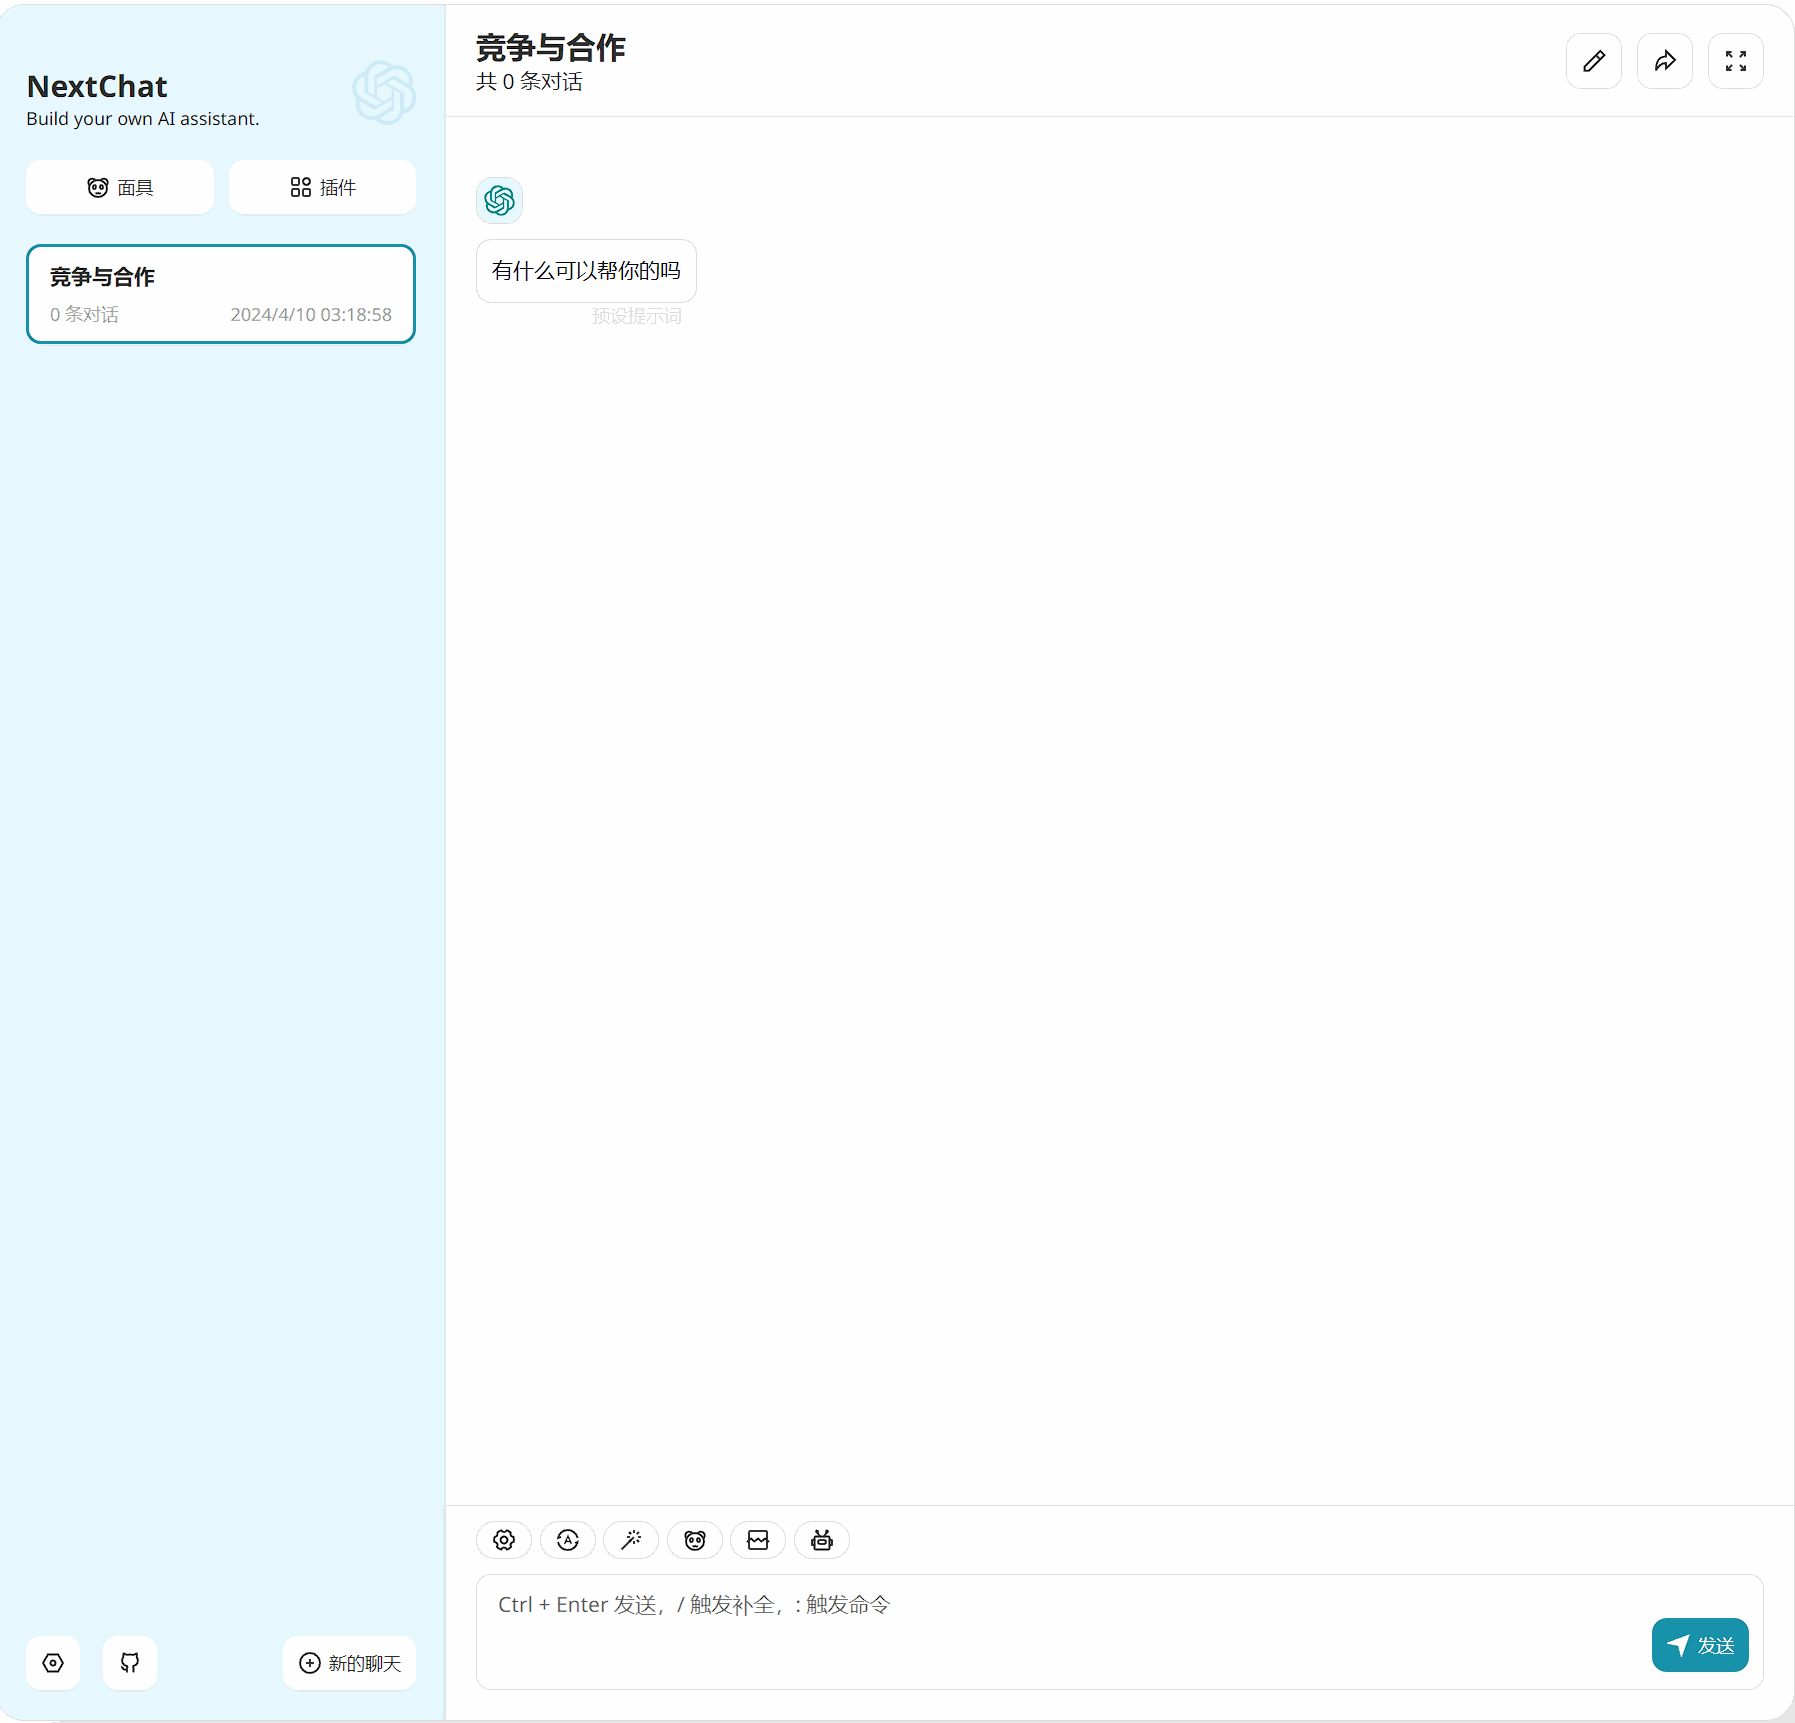 NextChat
Build your own AI assistant.
面具
插件
竞争与合作
0 条对话
2024/4/10 03:18:58
新的聊天
竞争与合作
共 0 条对话
有什么可以帮你的吗
预设提示词
Ctrl + Enter 发送，/ 触发补全，: 触发命令
发送